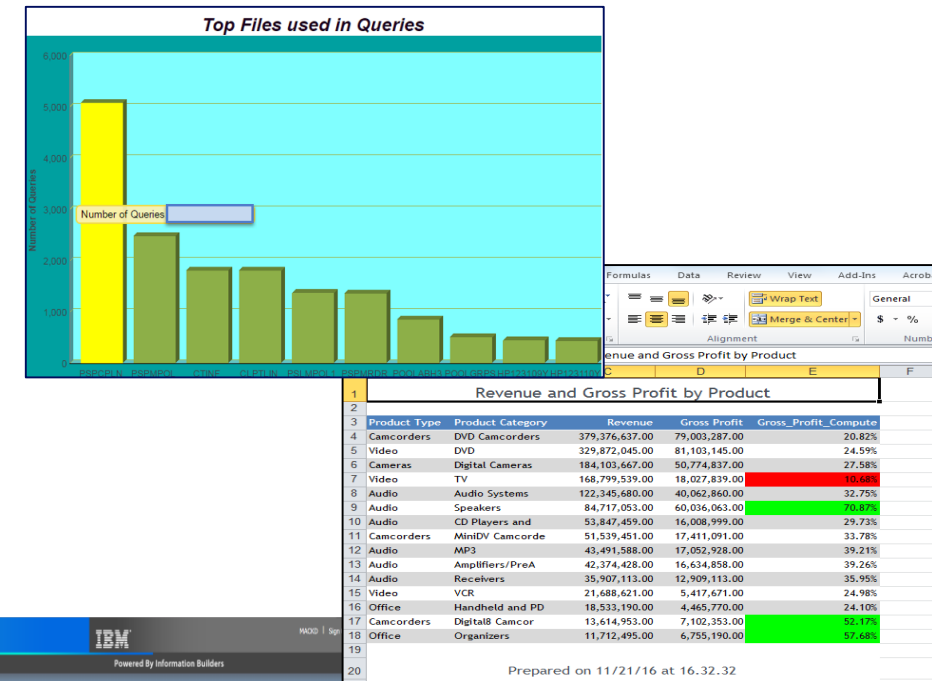 Top Files used in Queries
Number of Queries
6,000
5,000
4,000
3,000
2,000
1,000
0
Number of Queries
PSPCPLN PSPMPOL CTINF CLPTLIN PSLMPOL1 PSPMRDR POOLABH3 POOLGRPS HP123109Y HP123110Y
Formulas Data Review View Add-Ins Acrob
Wrap Text General
Merge & Center $ %
Alignment Numb
enue and Gross Profit by Product
C D E F
1 Revenue and Gross Profit by Product
2
3 Product Type Product Category Revenue Gross Profit Gross_Profit_Compute
4 Camcorders DVD Camcorders 379,376,637.00 79,003,287.00 20.82%
5 Video DVD 329,872,045.00 81,103,145.00 24.59%
6 Cameras Digital Cameras 184,103,667.00 50,774,837.00 27.58%
7 Video TV 168,799,539.00 18,027,839.00 10.68%
8 Audio Audio Systems 122,345,680.00 40,062,860.00 32.75%
9 Audio Speakers 84,717,053.00 60,036,063.00 70.87%
10 Audio CD Players and 53,847,459.00 16,008,999.00 29.73%
11 Camcorders MiniDV Camcorde 51,539,451.00 17,411,091.00 33.78%
12 Audio MP3 43,491,588.00 17,052,928.00 39.21%
13 Audio Amplifiers/PreA 42,374,428.00 16,634,858.00 39.26%
14 Audio Receivers 35,907,113.00 12,909,113.00 35.95%
15 Video VCR 21,688,621.00 5,417,671.00 24.98%
16 Office Handheld and PD 18,533,190.00 4,465,770.00 24.10%
17 Camcorders Digital8 Camcor 13,614,953.00 7,102,353.00 52.17%
18 Office Organizers 11,712,495.00 6,755,190.00 57.68%
19
20 Prepared on 11/21/16 at 16.32.32
IBM
Sign
Powered By Information Builders